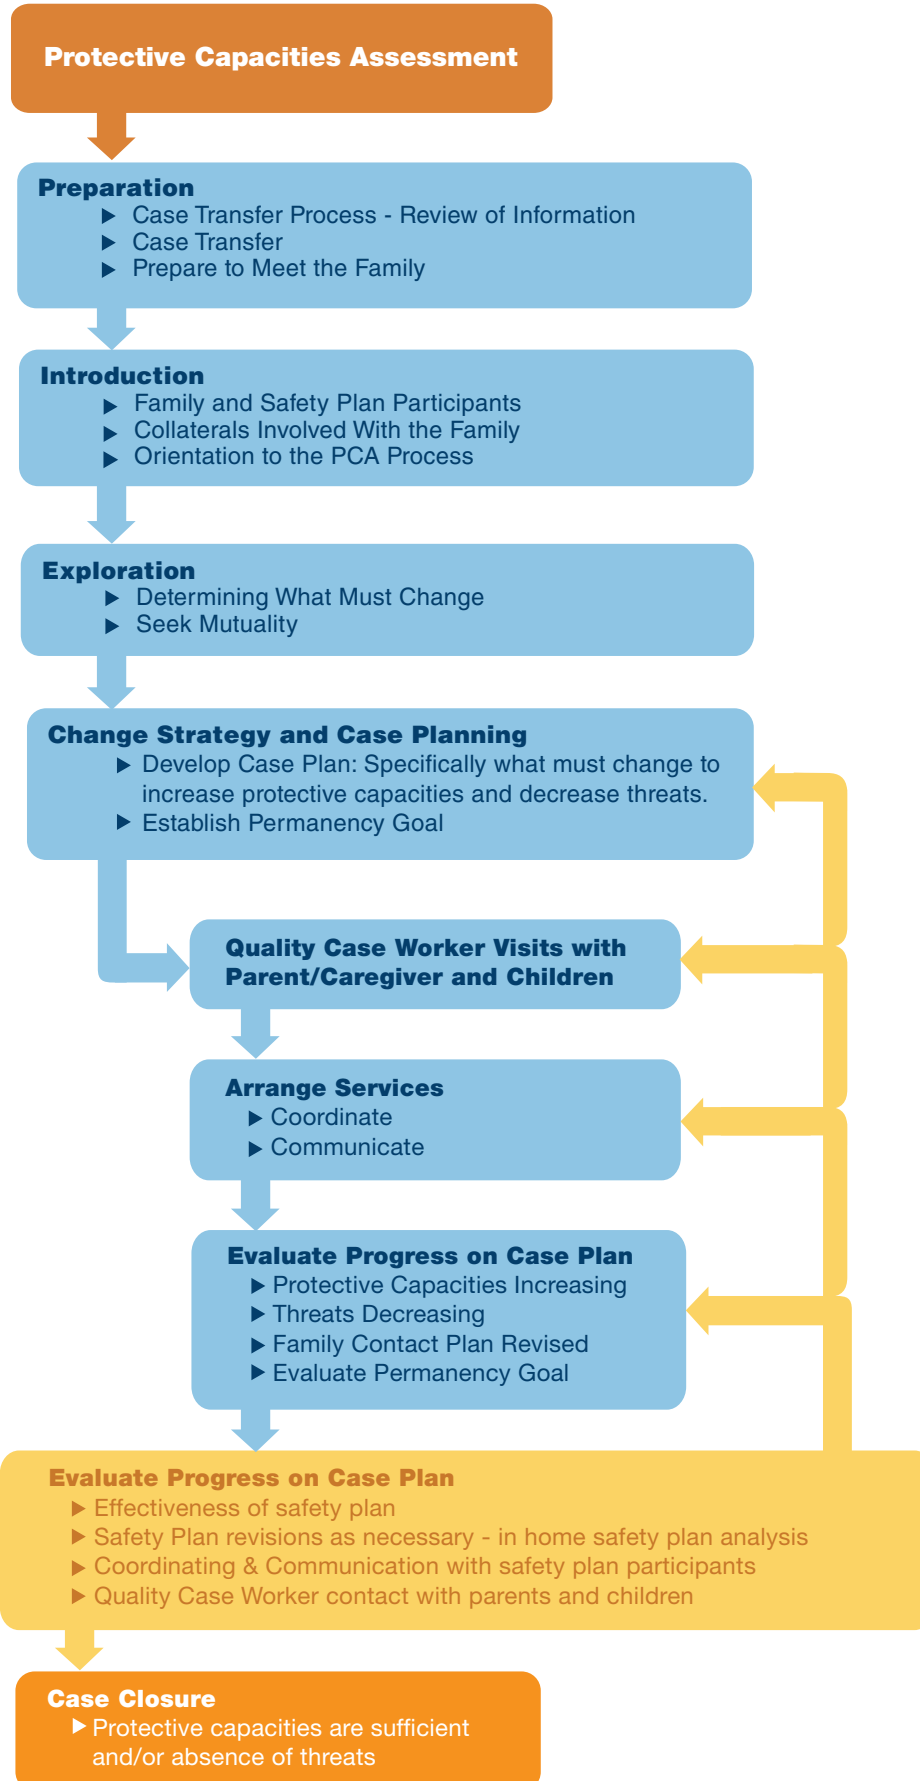 Protective Capacities Assessment
Preparation
Case Transfer Process - Review of Information
Case Transfer
Prepare to Meet the Family
Introduction
Family and Safety Plan Participants
Collaterals Involved With the Family
Orientation to the PCA Process
Exploration
Determining What Must Change
Seek Mutuality
Change Strategy and Case Planning
Develop Case Plan: Specifically what must change to
increase protective capacities and decrease threats.
Establish Permanency Goal
Quality Case Worker Visits with
Parent/Caregiver and Children
Arrange Services
Coordinate
Communicate
Evaluate Progress on Case Plan
Protective Capacities Increasing
Threats Decreasing
Family Contact Plan Revised
Evaluate Permanency Goal
Evaluate Progress on Case Plan
Effectiveness of safety plan
Safety Plan revisions as necessary - in home safety plan analysis
Coordinating & Communication with safety plan participants
Quality Case Worker contact with parents and children
Case Closure
Protective capacities are sufficient
and/or absence of threats